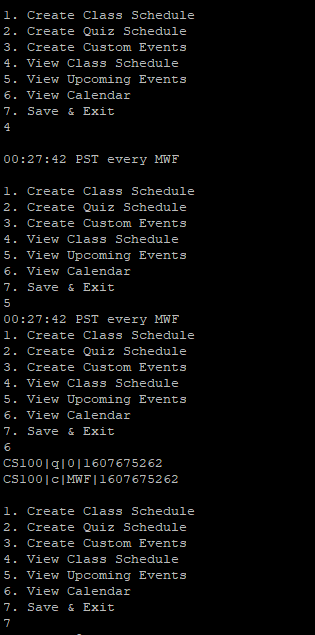 1. Create Class Schedule
2. Create Quiz Schedule
3. Create Custom Events
4. View Class Schedule
5. View Upcoming Events
6. View Calendar
7. Save & Exit
4
00:27:42 PST every MWF
1. Create Class Schedule
2. Create Quiz Schedule
3. Create Custom Events
4. View Class Schedule
5. View Upcoming Events
6. View Calendar
7. Save & Exit
5
00:27:42 PST every MWF
1. Create Class Schedule
2. Create Quiz Schedule
3. Create Custom Events
4. View Class Schedule
5. View Upcoming Events
6. View Calendar
7. Save & Exit
6
CS100|q|0|1607675262
CS100|c|MWF|1607675262
1. Create Class Schedule
2. Create Quiz Schedule
3. Create Custom Events
4. View Class Schedule
5. View Upcoming Events
6. View Calendar
7. Save & Exit
7